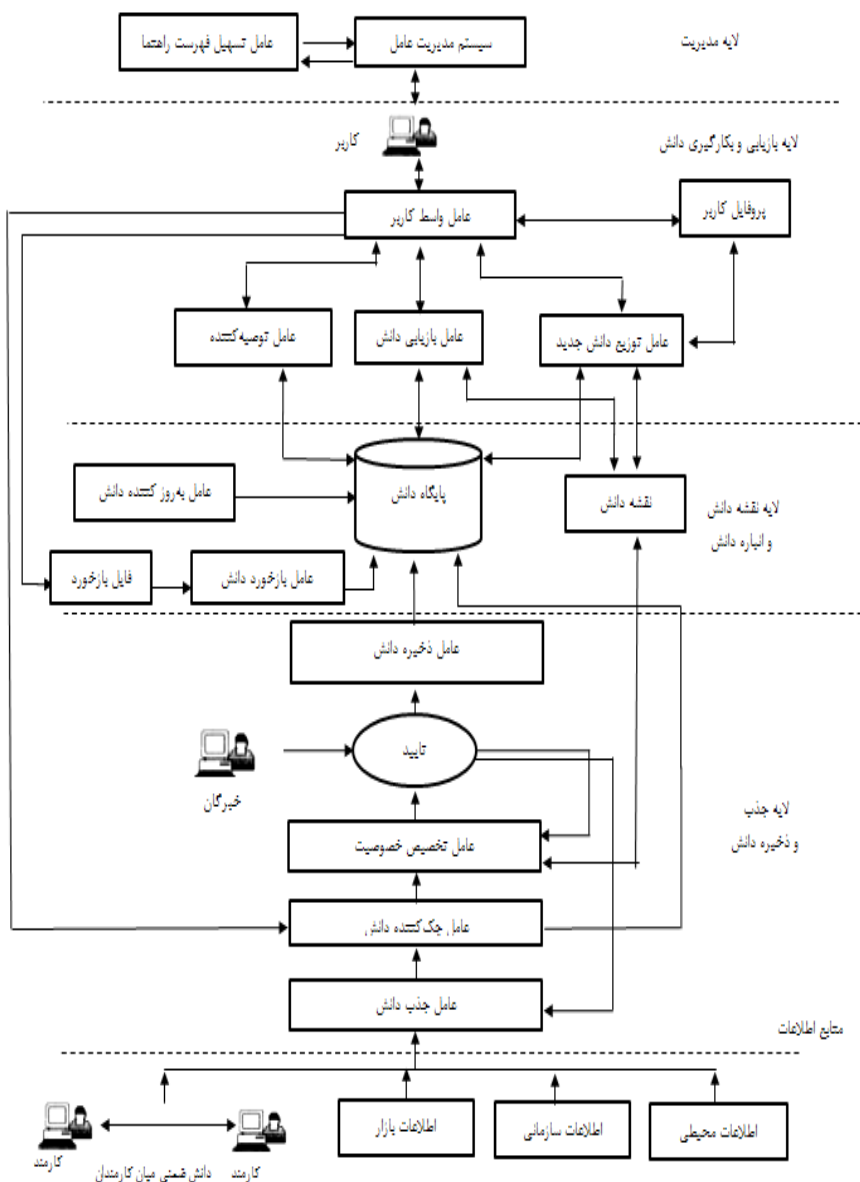 لایه مدیریت
سیستم مدیریت عامل
عامل تسهیل فهرست راهنما
لایه بازیابی و بکارگیری دانش
کاربر
پروفایل کاربر
عامل واسط کاربر
عامل توزیع دانش جدید
عامل بازیابی دانش
عامل توصیه‌کننده
لایه نقشه دانش
و انباره دانش
نقشه دانش
پایگاه دانش
عامل به‌روز کننده دانش
عامل بازخورد دانش
فایل بازخورد
عامل ذخیره دانش
تایید
خبرگان
لایه جذب
و ذخیره دانش
عامل تخصیص خصوصیت
عامل چک‌کننده دانش
عامل جذب دانش
منابع اطلاعات
اطلاعات محیطی
اطلاعات سازمانی
اطلاعات بازار
کارمند
دانش ضمنی میان کارمندان
کارمند